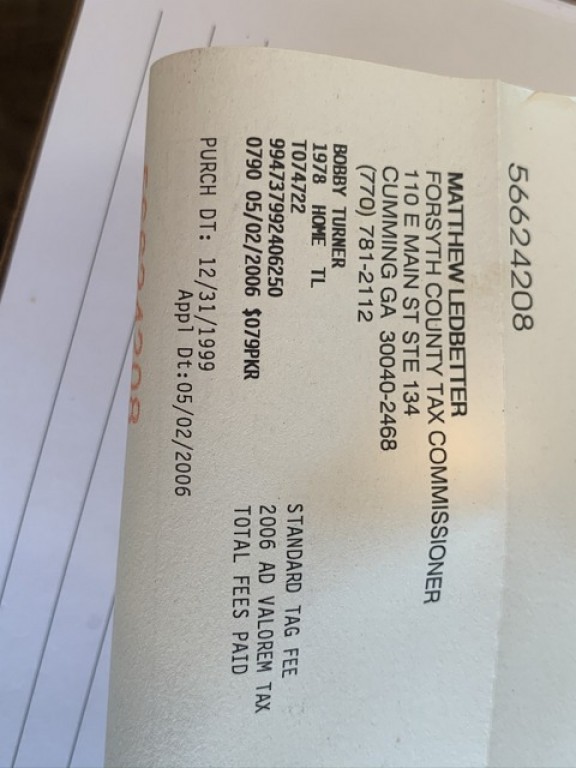 56624208
MATTHEW LEDBETTER
FORSYTH COUNTY TAX COMMISSIONER
110 E MAIN ST STE 134
CUMMING GA 30040-2468
(770) 781-2112
BOBBY TURNER
1978 HOME TL
T074722
994737992406250
0790 05/02/2006 $079PKR
STANDARD TAG FEE
2006 AD VALOREM TAX
TOTAL FEES PAID
PURCH DT: 12/31/1999
Appl Dt:05/02/2006